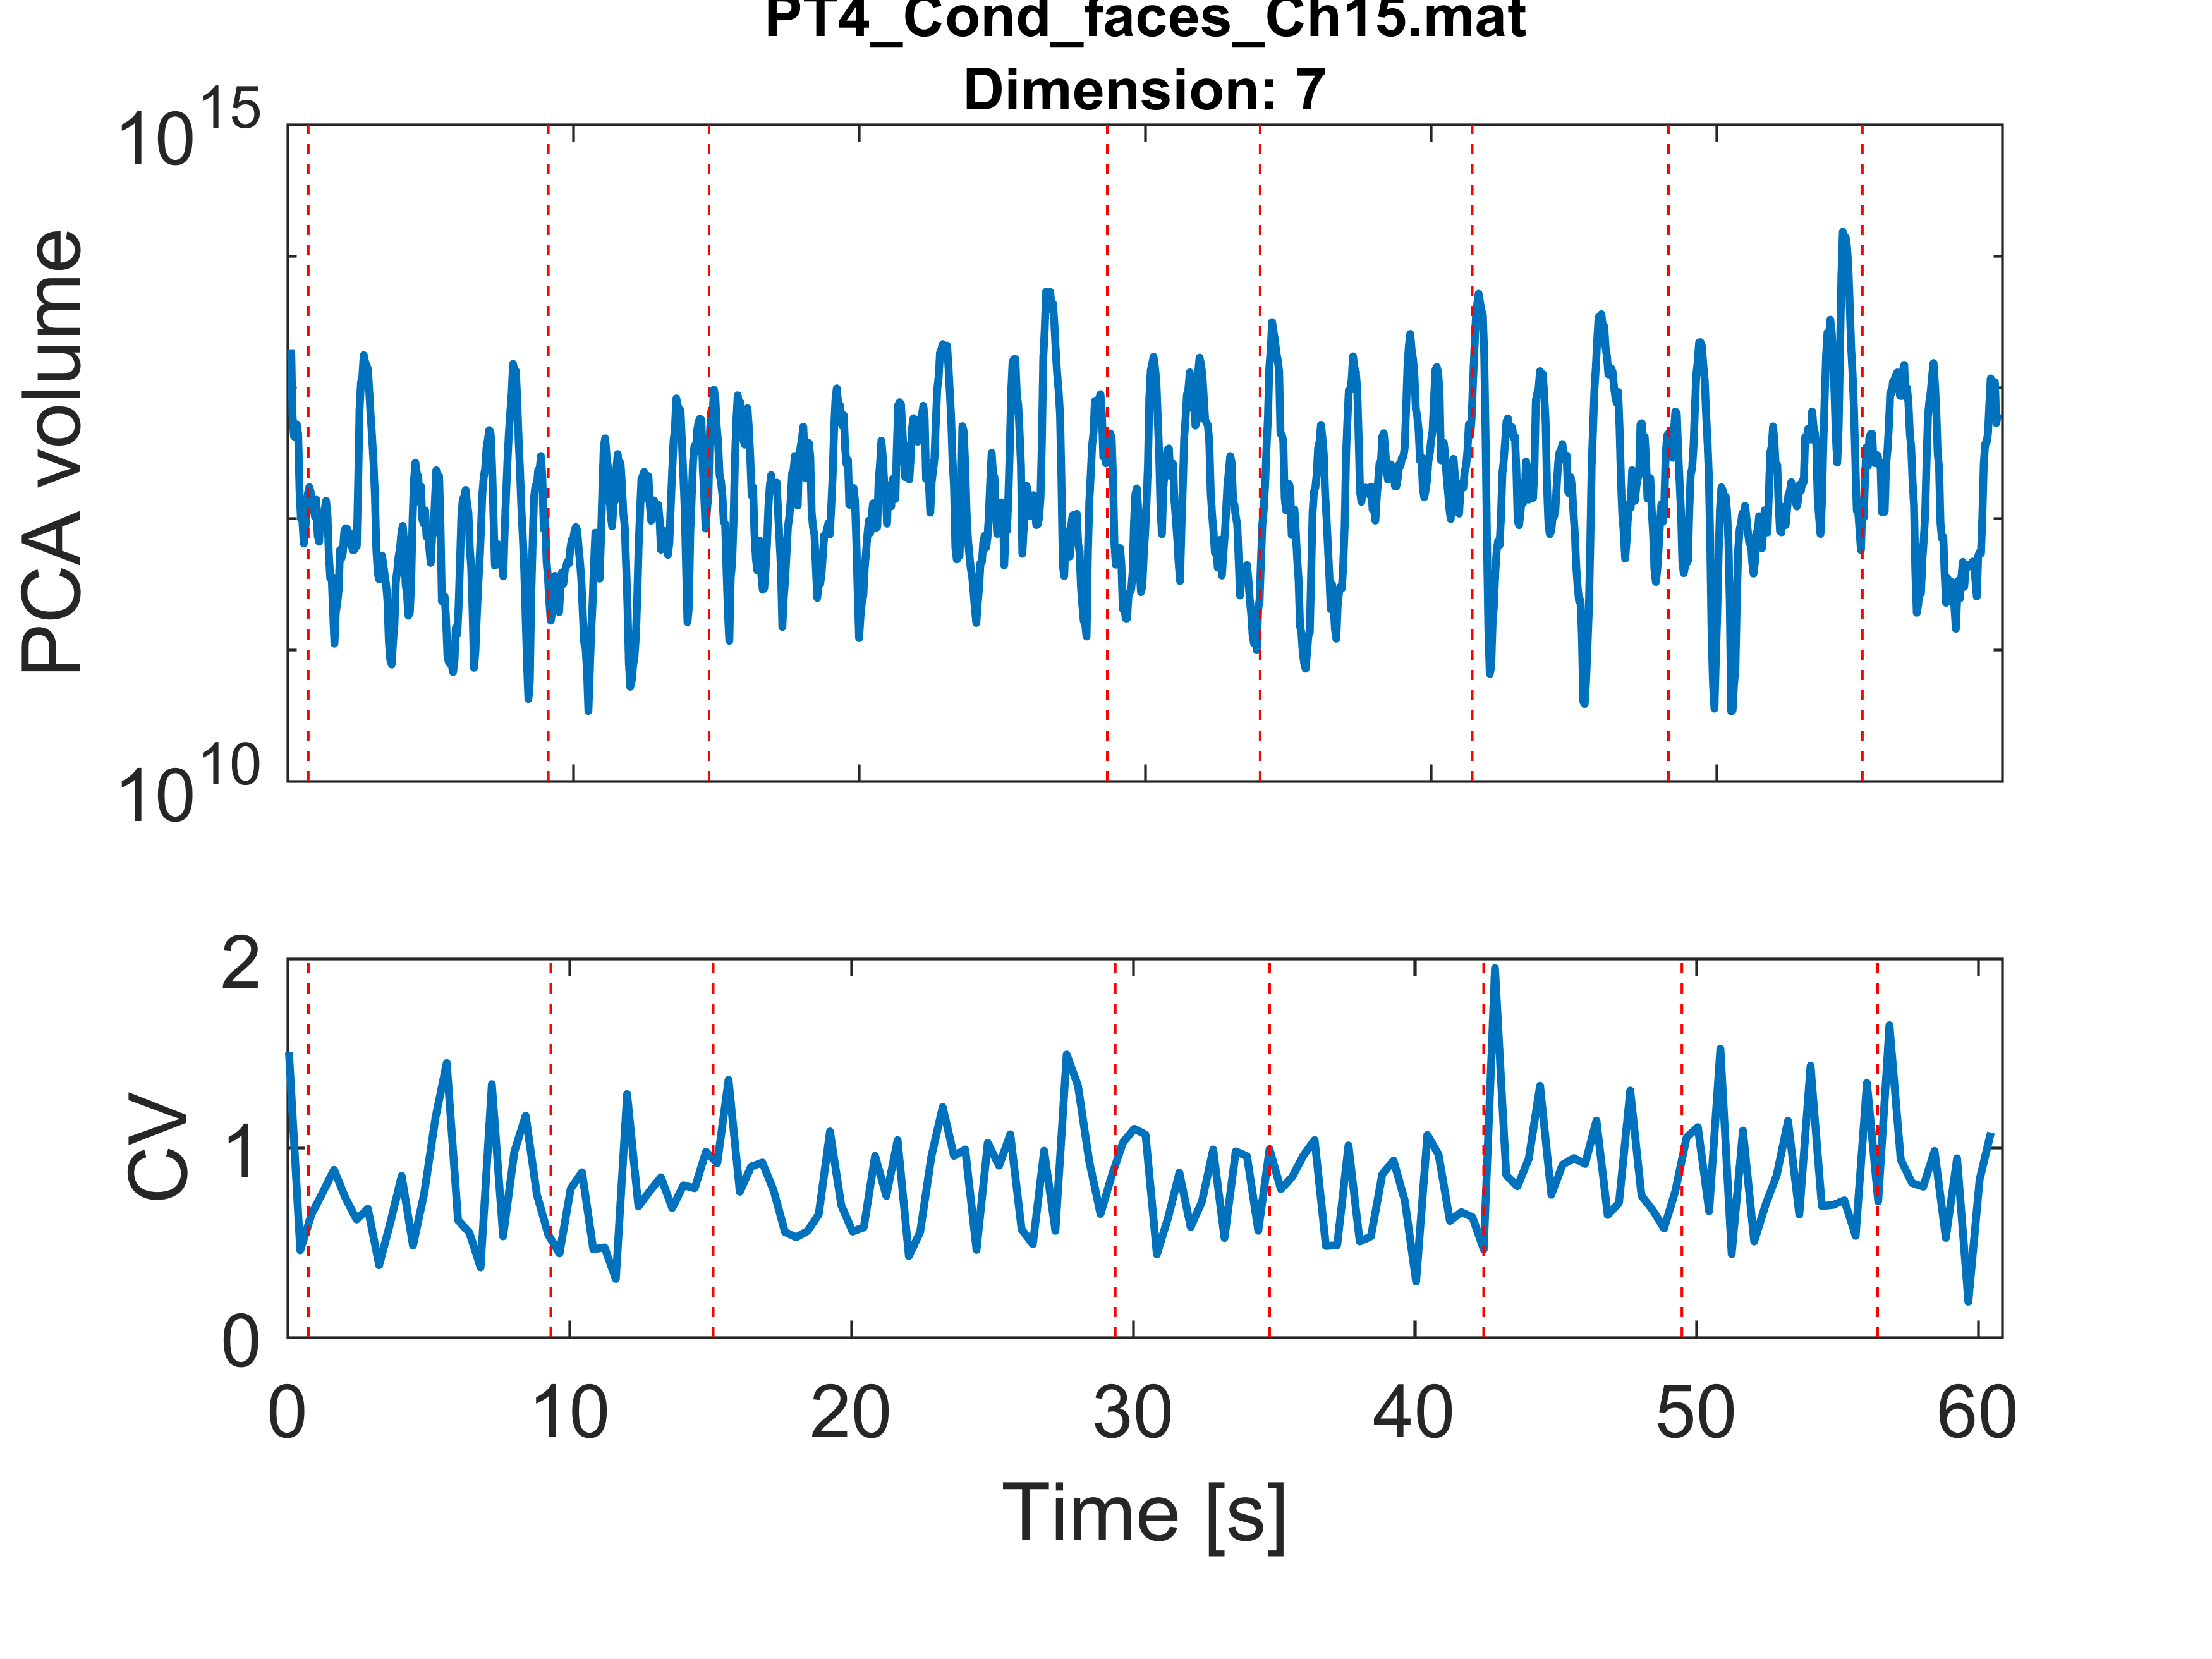 PT4_Cond_faces_Ch15.mat
Dimension: 7
10^15
PCA volume
10^10
2
CV
1
0
0 10 20 30 40 50 60
Time [s]